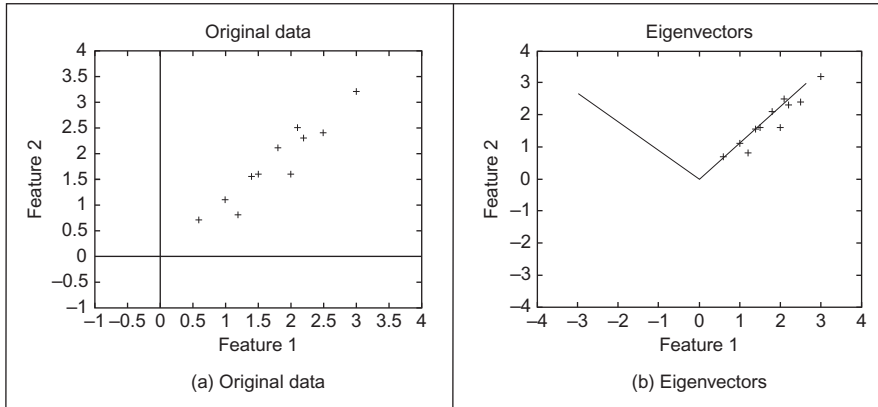 Original data
4
3.5
3
2.5
2
1.5
1
0.5
0
–0.5
–1
Feature 2
–1 –0.5 0 0.5 1 1.5 2 2.5 3 3.5 4
Feature 1
(a) Original data
Eigenvectors
4
3
2
1
0
–1
–2
–3
–4
Feature 2
–4 –3 –2 –1 0 1 2 3 4
Feature 1
(b) Eigenvectors